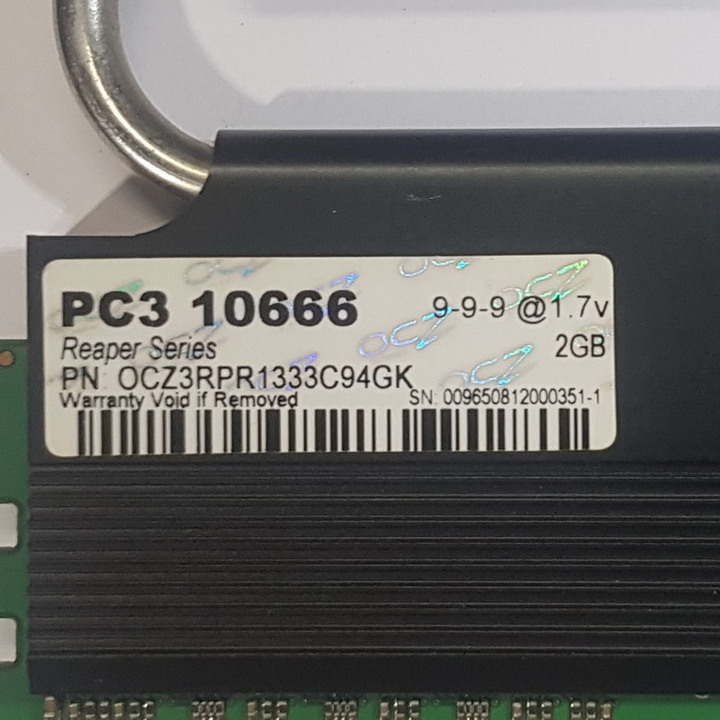 PC3 10666 9-9-9 @1.7v
Reaper Series 2GB
PN OCZ3RPR1333C94GK
Warranty Void if Removed SN: 009650812000351-1